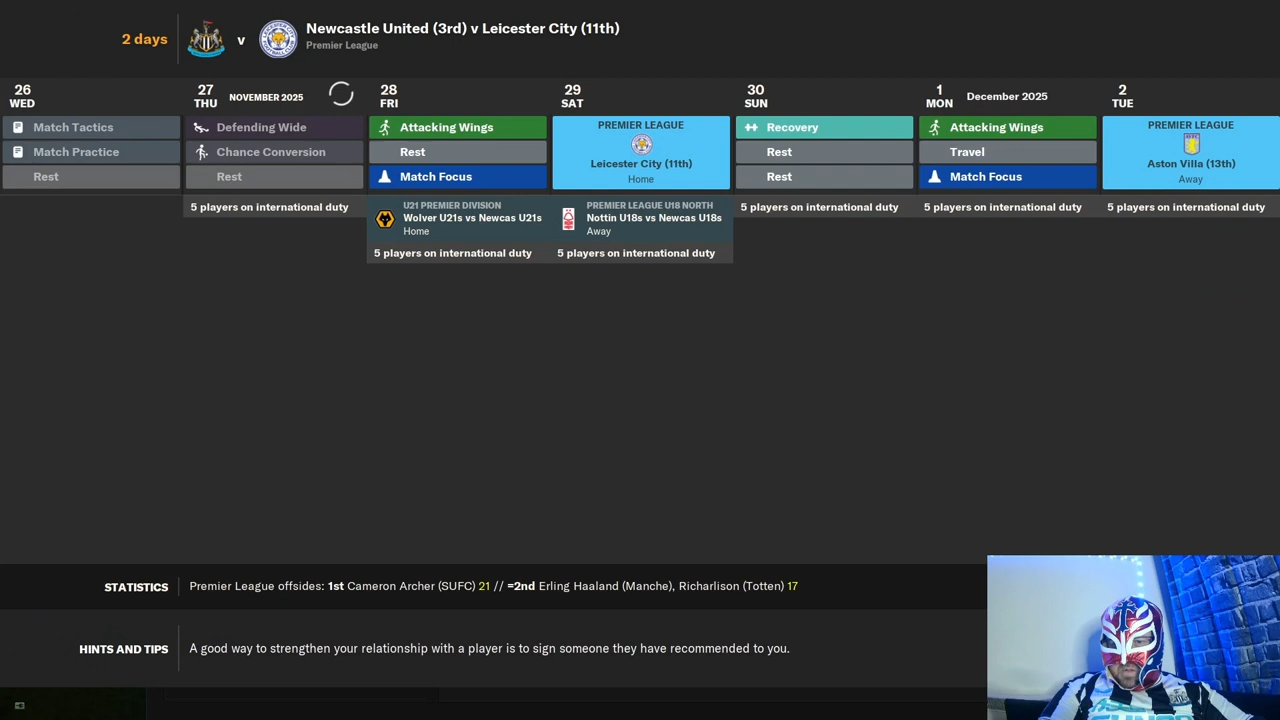 2 days
v
Newcastle United (3rd) v Leicester City (11th)
Premier League
26
WED
27
THU
NOVEMBER 2025
28
FRI
29
SAT
30
SUN
1
MON
December 2025
2
TUE
Match Tactics
Match Practice
Rest
Defending Wide
Chance Conversion
Rest
5 players on international duty
Attacking Wings
Rest
Match Focus
U21 PREMIER DIVISION
Wolver U21s vs Newcas U21s
Home
5 players on international duty
PREMIER LEAGUE
Leicester City (11th)
Home
PREMIER LEAGUE U18 NORTH
Nottin U18s vs Newcas U18s
Away
5 players on international duty
Recovery
Rest
Rest
5 players on international duty
Attacking Wings
Travel
Match Focus
5 players on international duty
PREMIER LEAGUE
Aston Villa (13th)
Away
5 players on international duty
STATISTICS
Premier League offsides: 1st Cameron Archer (SUFC) 21 // =2nd Erling Haaland (Manche), Richarlison (Totten) 17
HINTS AND TIPS
A good way to strengthen your relationship with a player is to sign someone they have recommended to you.